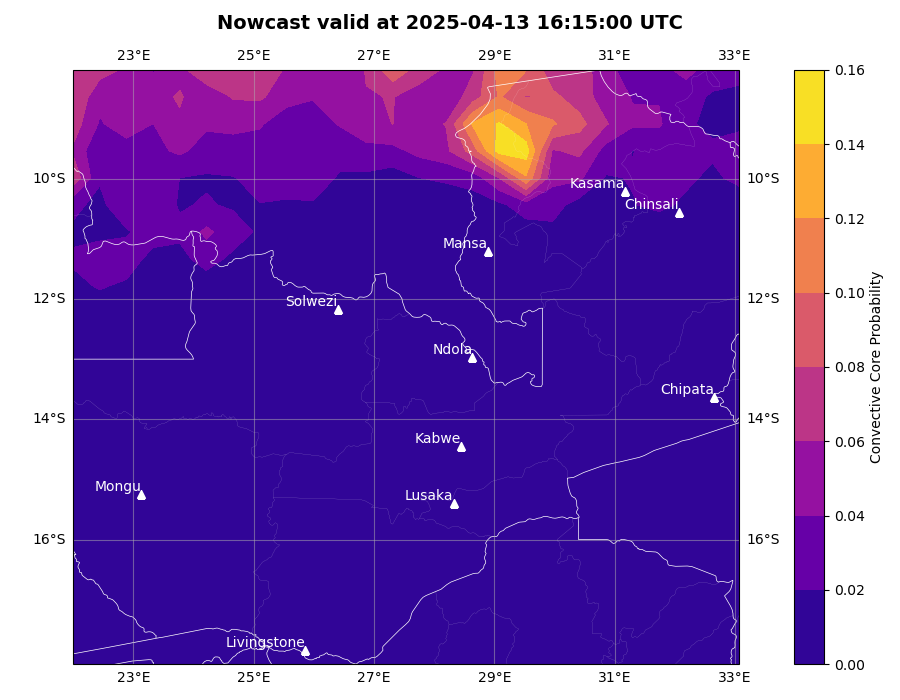 Nowcast valid at 2025-04-13 16:15:00 UTC
23°E 25°E 27°E 29°E 31°E 33°E
0.16
0.14
10°S Kasama 10°S
Chinsali
0.12
Mansa
12°S Solwezi 12°S
0.10
Ndola
0.08
Chipata
14°S 14°S
Kabwe
0.06
Mongu Lusaka
0.04
16°S 16°S
0.02
Livingstone
0.00
23°E 25°E 27°E 29°E 31°E 33°E
Convective Core Probability